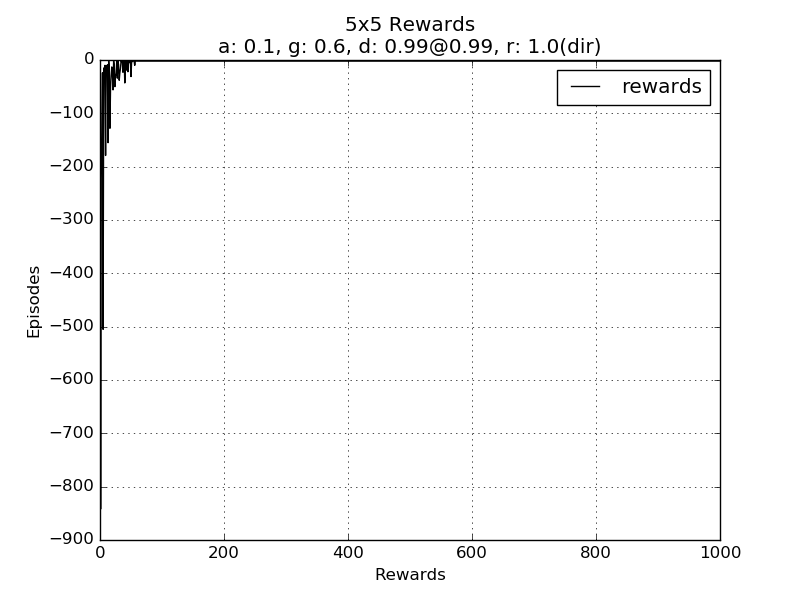 5x5 Rewards
a: 0.1, g: 0.6, d: 0.99@0.99, r: 1.0(dir)
rewards
0
−100
−200
−300
−400
−500
−600
−700
−800
−900
Episodes
0 200 400 600 800 1000
Rewards